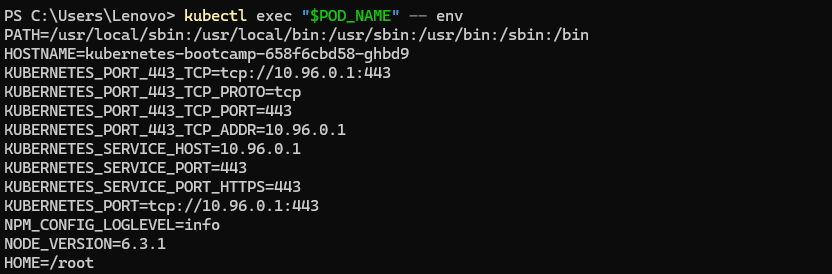 PS C:\Users\Lenovo> kubectl exec "$POD_NAME" -- env
PATH=/usr/local/sbin:/usr/local/bin:/usr/sbin:/usr/bin:/sbin:/bin
HOSTNAME=kubernetes-bootcamp-658f6cbd58-ghbd9
KUBERNETES_PORT_443_TCP=tcp://10.96.0.1:443
KUBERNETES_PORT_443_TCP_PROTO=tcp
KUBERNETES_PORT_443_TCP_PORT=443
KUBERNETES_PORT_443_TCP_ADDR=10.96.0.1
KUBERNETES_SERVICE_HOST=10.96.0.1
KUBERNETES_SERVICE_PORT=443
KUBERNETES_SERVICE_PORT_HTTPS=443
KUBERNETES_PORT=tcp://10.96.0.1:443
NPM_CONFIG_LOGLEVEL=info
NODE_VERSION=6.3.1
HOME=/root